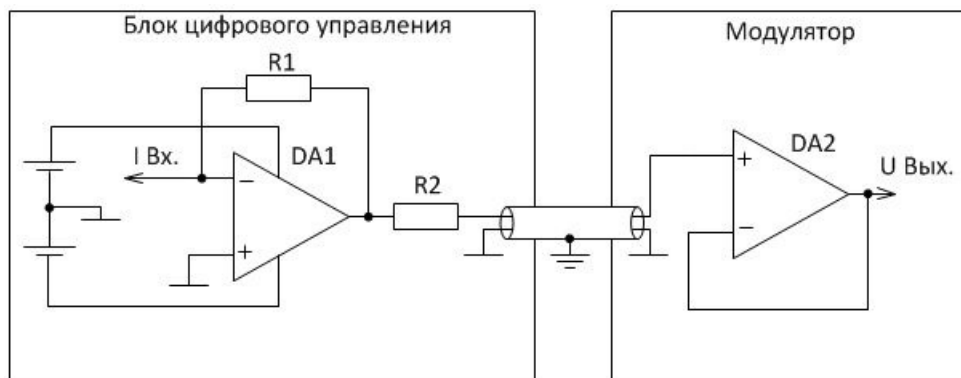 Блок цифрового управления
Модулятор
R1
I Вх.
DA1
R2
DA2
U Вых.
−
+
+
−